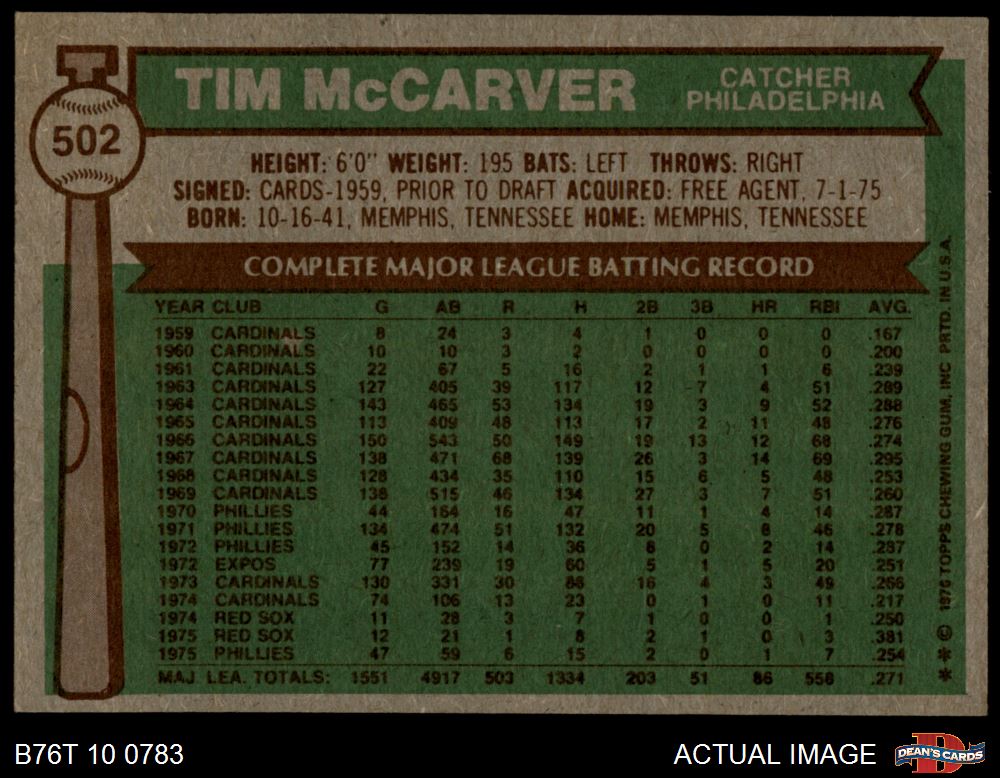 502
TIM McCARVER
CATCHER
PHILADELPHIA
HEIGHT: 6'0" WEIGHT: 195 BATS: LEFT THROWS: RIGHT
SIGNED: CARDS-1959, PRIOR TO DRAFT ACQUIRED: FREE AGENT, 7-1-75
BORN: 10-16-41, MEMPHIS, TENNESSEE HOME: MEMPHIS, TENNESSEE
COMPLETE MAJOR LEAGUE BATTING RECORD
YEAR CLUB G AB R H 2B 3B HR RBI AVG.
1959 CARDINALS 8 24 3 4 1 0 0 0 .167
1960 CARDINALS 10 10 3 2 0 0 0 0 .200
1961 CARDINALS 22 67 5 16 2 1 1 6 .239
1963 CARDINALS 127 405 39 117 12 7 4 51 .289
1964 CARDINALS 143 465 53 134 19 3 9 52 .288
1965 CARDINALS 113 409 48 113 17 2 11 48 .276
1966 CARDINALS 150 543 50 149 19 13 12 68 .274
1967 CARDINALS 138 471 68 139 26 3 14 69 .295
1968 CARDINALS 128 434 35 110 15 6 5 48 .253
1969 CARDINALS 138 515 46 134 27 3 7 51 .260
1970 PHILLIES 44 164 16 47 11 1 4 14 .287
1971 PHILLIES 134 474 51 132 20 5 8 46 .278
1972 PHILLIES 45 152 14 36 8 0 2 14 .237
1972 EXPOS 77 239 19 60 5 1 5 20 .251
1973 CARDINALS 130 331 30 88 16 4 3 49 .266
1974 CARDINALS 74 106 13 23 0 1 0 11 .217
1974 RED SOX 11 28 3 7 1 0 0 1 .250
1975 RED SOX 12 21 1 8 2 1 0 3 .381
1975 PHILLIES 47 59 6 15 2 0 1 7 .254
MAJ. LEA. TOTALS: 1551 4917 503 1334 203 51 86 558 .271
* * © 1976 TOPPS CHEWING GUM, INC PRTD. IN U.S.A.
B76T 10 0783
ACTUAL IMAGE
DEAN'S CARDS